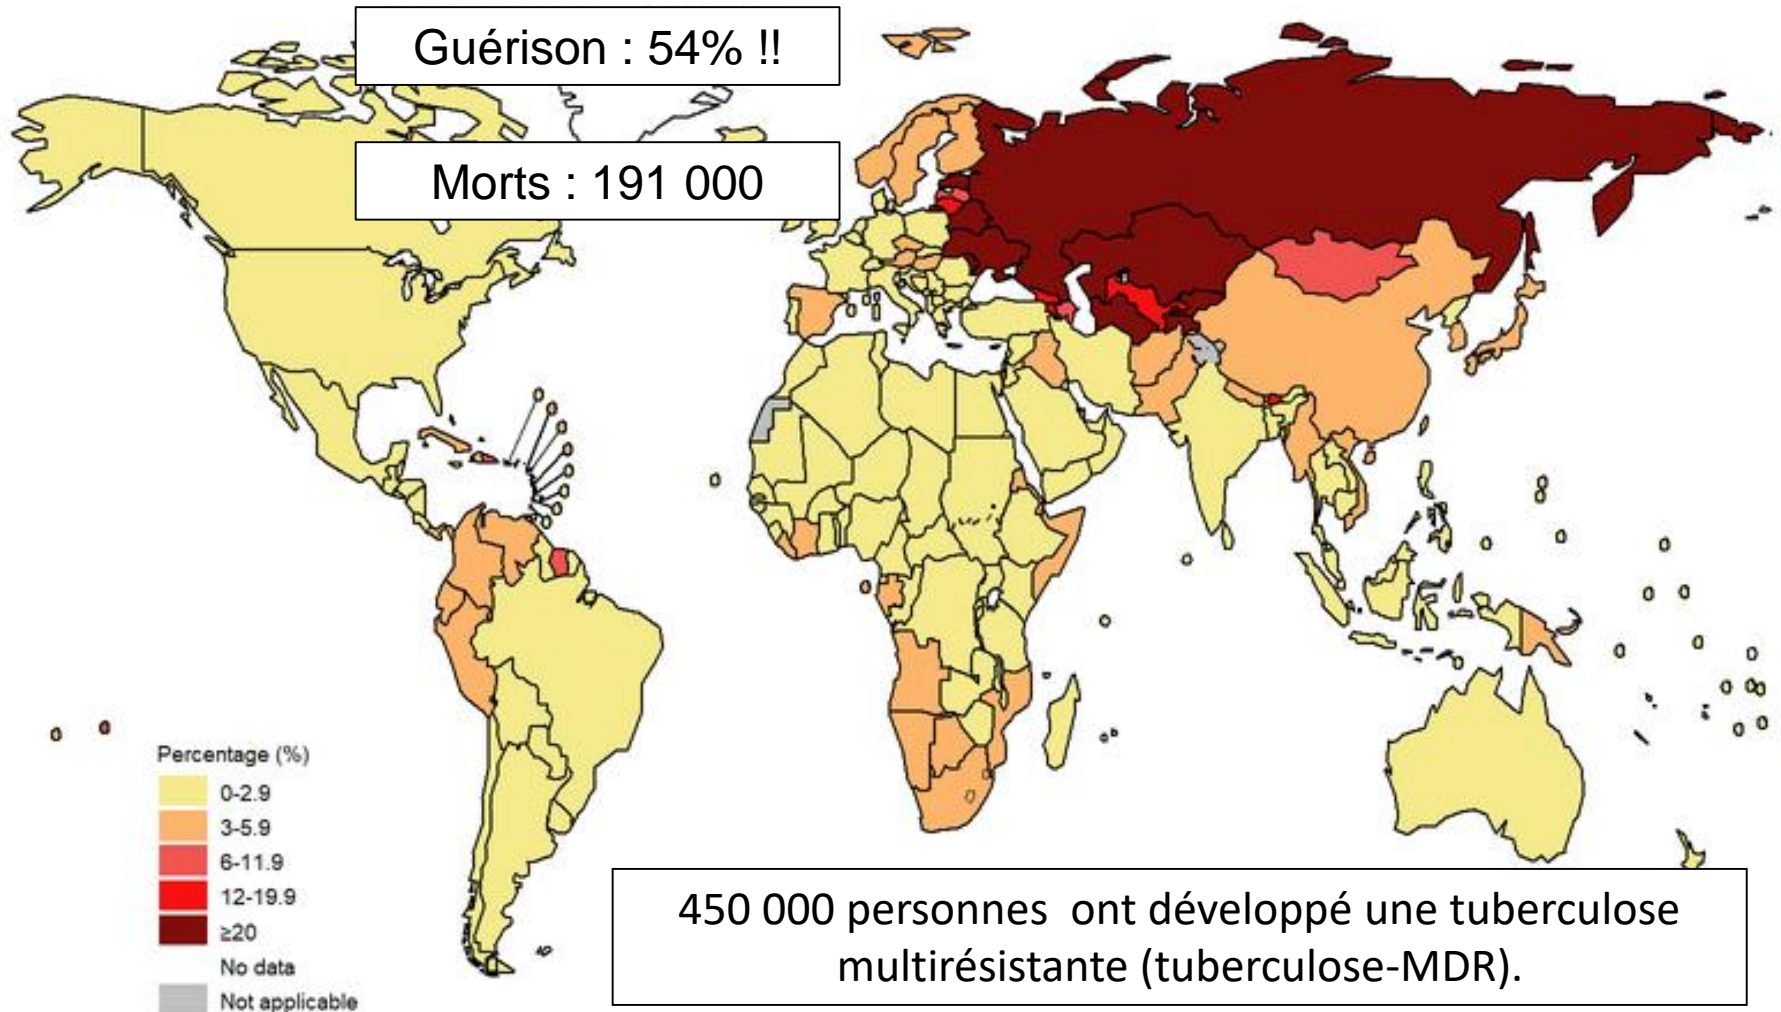 Guérison : 54% !!
Morts : 191 000
Percentage (%)
0-2.9
3-5.9
6-11.9
12-19.9
≥20
No data
Not applicable
450 000 personnes ont développé une tuberculose
multirésistante (tuberculose-MDR).